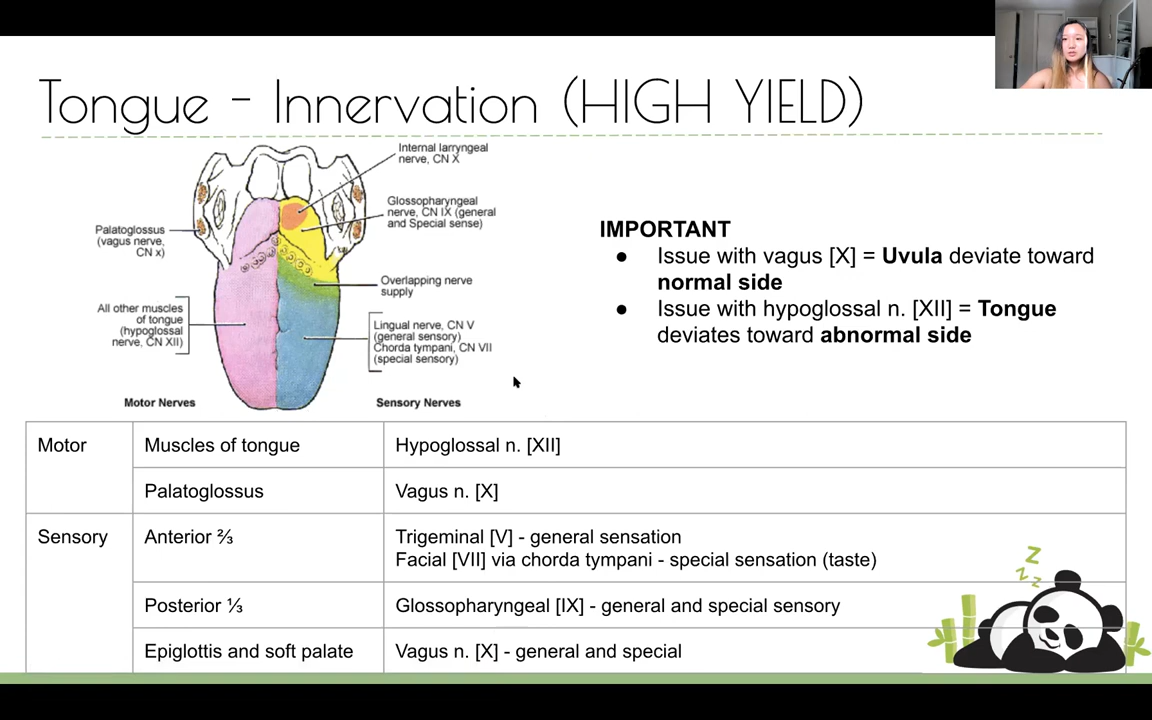 Tongue - Innervation (HIGH YIELD)
Internal larryngeal
nerve, CN X
Glossopharyngeal
nerve, CN IX (general
and Special sense)
Palatoglossus
(vagus nerve,
CN x)
Overlapping nerve
supply
All other muscles
of tongue
(hypoglossal
nerve, CN XII)
Lingual nerve, CN V
(general sensory)
Chorda tympani, CN VII
(special sensory)
Motor Nerves
Sensory Nerves
IMPORTANT
● Issue with vagus [X] = Uvula deviate toward
normal side
● Issue with hypoglossal n. [XII] = Tongue
deviates toward abnormal side
Motor
Muscles of tongue
Hypoglossal n. [XII]
Palatoglossus
Vagus n. [X]
Sensory
Anterior ⅔
Trigeminal [V] - general sensation
Facial [VII] via chorda tympani - special sensation (taste)
Posterior ⅓
Glossopharyngeal [IX] - general and special sensory
Epiglottis and soft palate
Vagus n. [X] - general and special
z
z
z